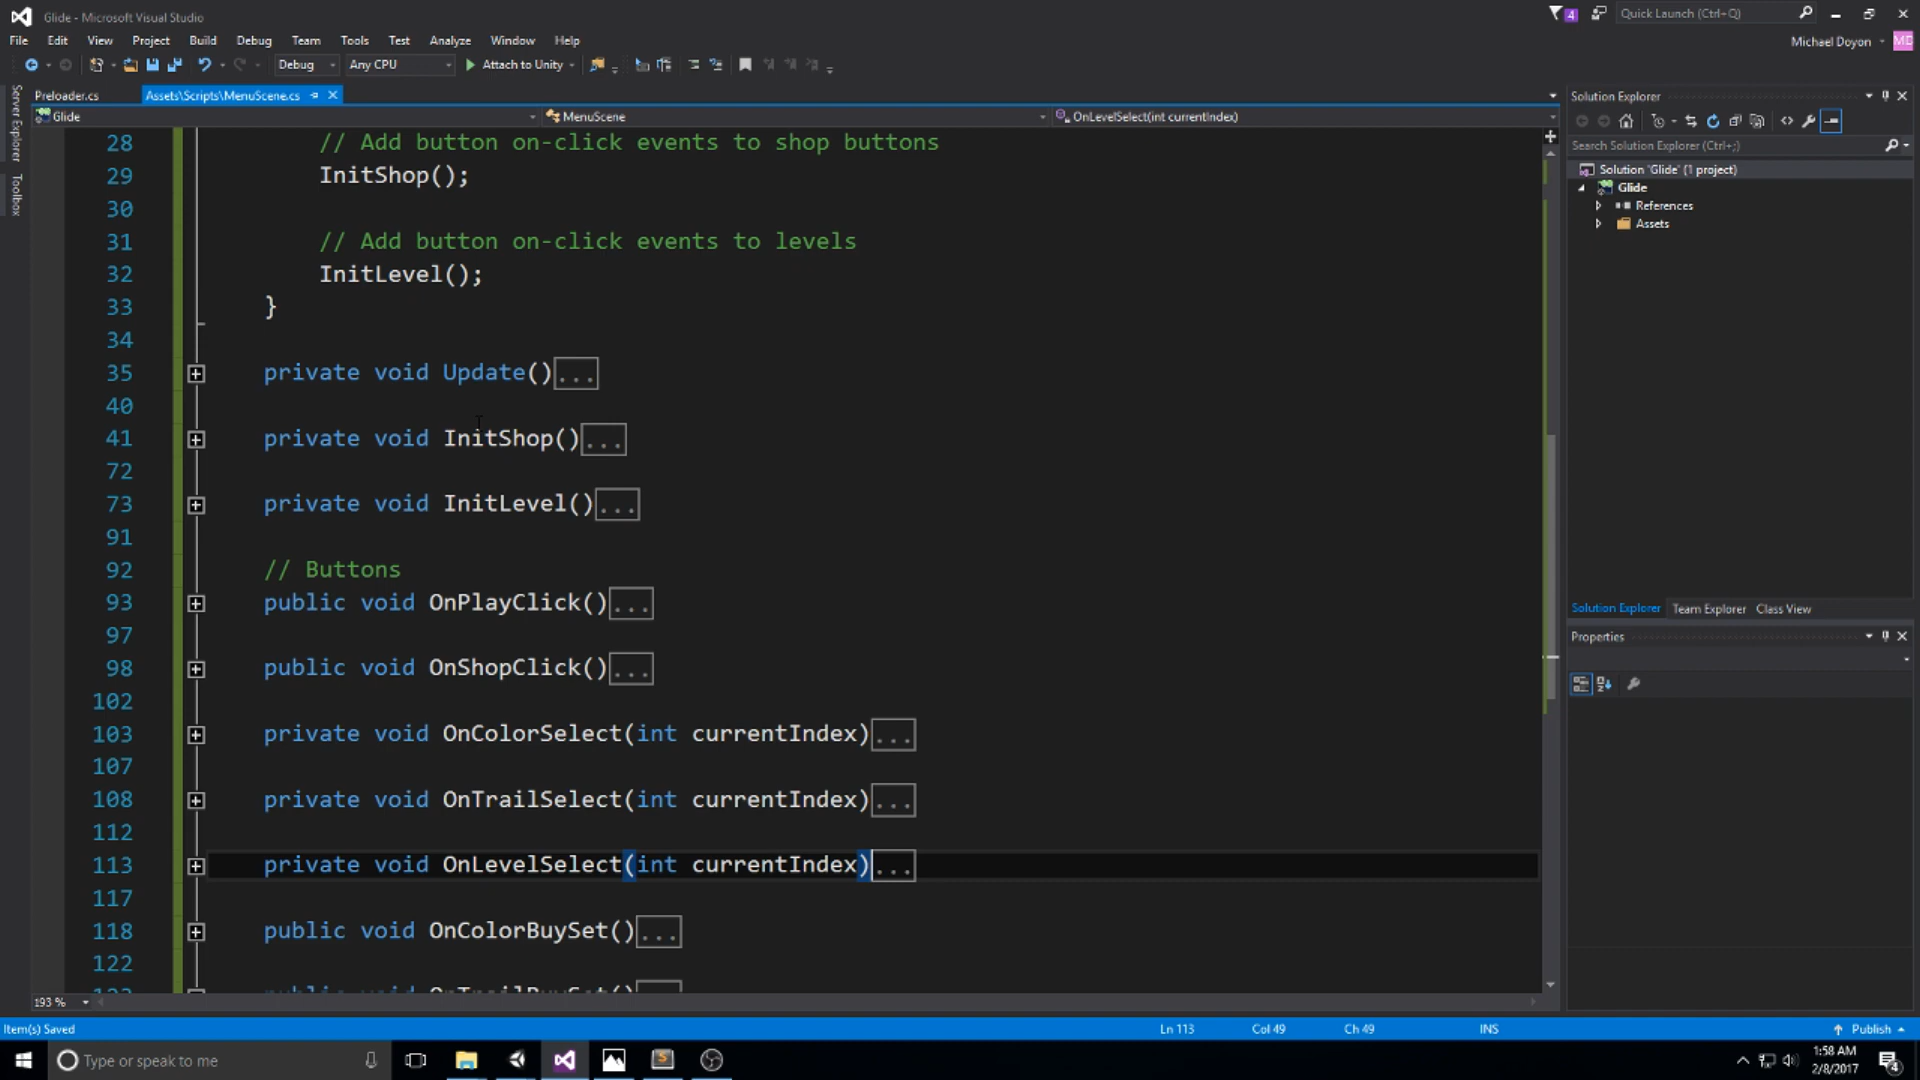 Glide - Microsoft Visual Studio
4
Quick Launch (Ctrl+Q)
File Edit View Project Build Debug Team Tools Test Analyze Window Help
Michael Doyon
Debug Any CPU Attach to Unity
Preloader.cs Assets\Scripts\MenuScene.cs
Glide MenuScene OnLevelSelect(int currentIndex)
Server Explorer
Toolbox
28 // Add button on-click events to shop buttons
29 InitShop();
30
31 // Add button on-click events to levels
32 InitLevel();
33 }
34
35 private void Update()...
40
41 private void InitShop()...
72
73 private void InitLevel()...
91
92 // Buttons
93 public void OnPlayClick()...
97
98 public void OnShopClick()...
102
103 private void OnColorSelect(int currentIndex)...
107
108 private void OnTrailSelect(int currentIndex)...
112
113 private void OnLevelSelect(int currentIndex)...
117
118 public void OnColorBuySet()...
122
public void OnTrailBuySet()
193 %
Solution Explorer
Search Solution Explorer (Ctrl+;)
Solution 'Glide' (1 project)
Glide
References
Assets
Solution Explorer Team Explorer Class View
Properties
Item(s) Saved Ln 113 Col 49 Ch 49 INS Publish
Type or speak to me
1:58 AM
2/8/2017
4